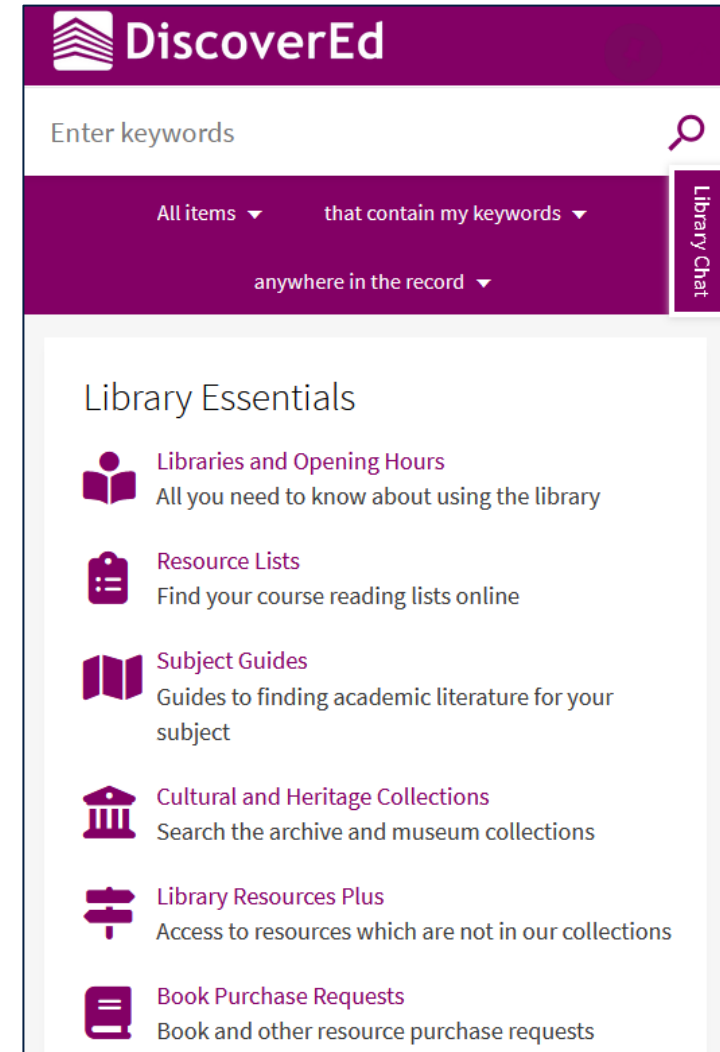 DiscoverEd
Enter keywords
All items
that contain my keywords
anywhere in the record
Library Chat
Library Essentials
Libraries and Opening Hours
All you need to know about using the library
Resource Lists
Find your course reading lists online
Subject Guides
Guides to finding academic literature for your
subject
Cultural and Heritage Collections
Search the archive and museum collections
Library Resources Plus
Access to resources which are not in our collections
Book Purchase Requests
Book and other resource purchase requests